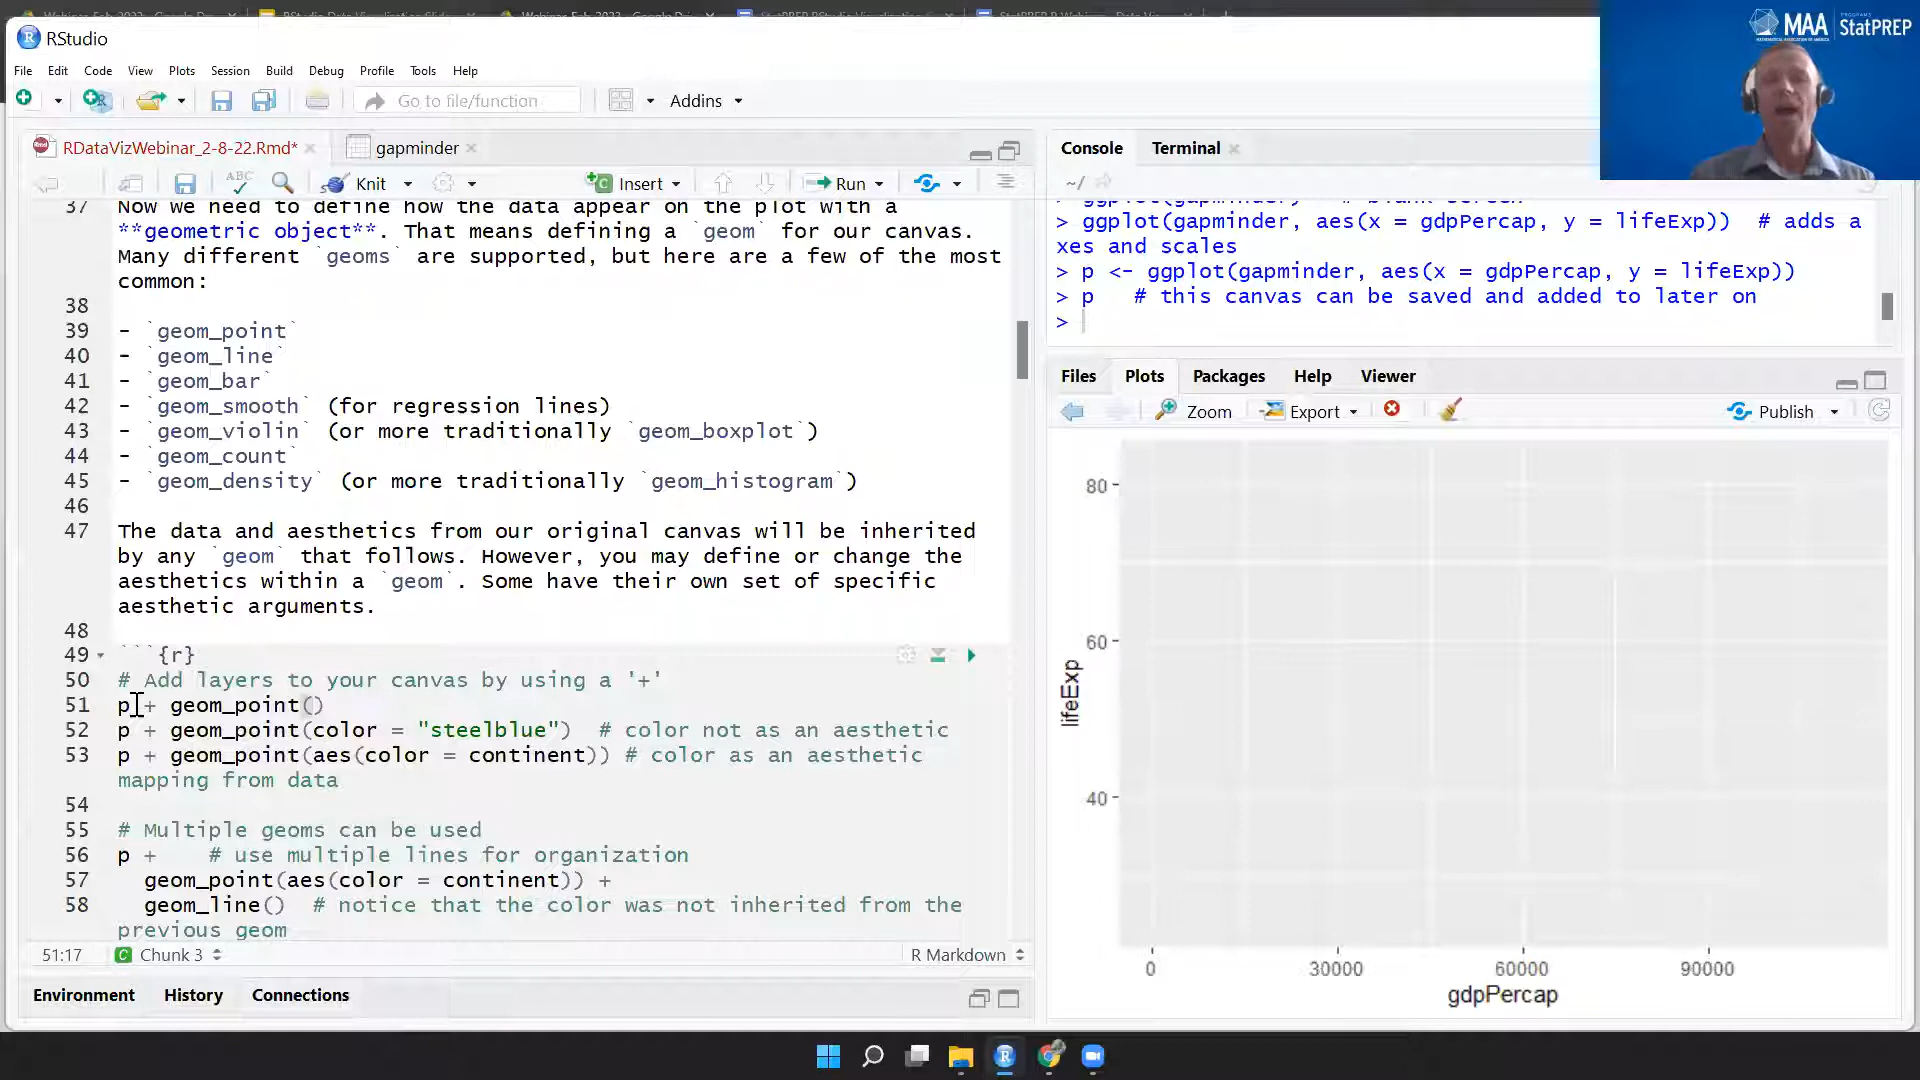 RStudio
MAA StatPREP
File Edit Code View Plots Session Build Debug Profile Tools Help
Go to file/function Addins
RDataVizWebinar_2-8-22.Rmd* gapminder
ABC Knit Insert Run
37 Now we need to define how the data appear on the plot with a
**geometric object**. That means defining a `geom` for our canvas.
Many different `geoms` are supported, but here are a few of the most
common:
38
39 - `geom_point`
40 - `geom_line`
41 - `geom_bar`
42 - `geom_smooth` (for regression lines)
43 - `geom_violin` (or more traditionally `geom_boxplot`)
44 - `geom_count`
45 - `geom_density` (or more traditionally `geom_histogram`)
46
47 The data and aesthetics from our original canvas will be inherited
by any `geom` that follows. However, you may define or change the
aesthetics within a `geom`. Some have their own set of specific
aesthetic arguments.
48
49 ```{r}
50 # Add layers to your canvas by using a '+'
51 p + geom_point()
52 p + geom_point(color = "steelblue") # color not as an aesthetic
53 p + geom_point(aes(color = continent)) # color as an aesthetic
mapping from data
54
55 # Multiple geoms can be used
56 p + # use multiple lines for organization
57 geom_point(aes(color = continent)) +
58 geom_line() # notice that the color was not inherited from the
previous geom
51:17 Chunk 3 R Markdown
Environment History Connections
Console Terminal
~/
> ggplot(gapminder, aes(x = gdpPercap, y = lifeExp)) # adds a
xes and scales
> p <- ggplot(gapminder, aes(x = gdpPercap, y = lifeExp))
> p # this canvas can be saved and added to later on
>
Files Plots Packages Help Viewer
Zoom Export Publish
80
60
40
lifeExp
0 30000 60000 90000
gdpPercap